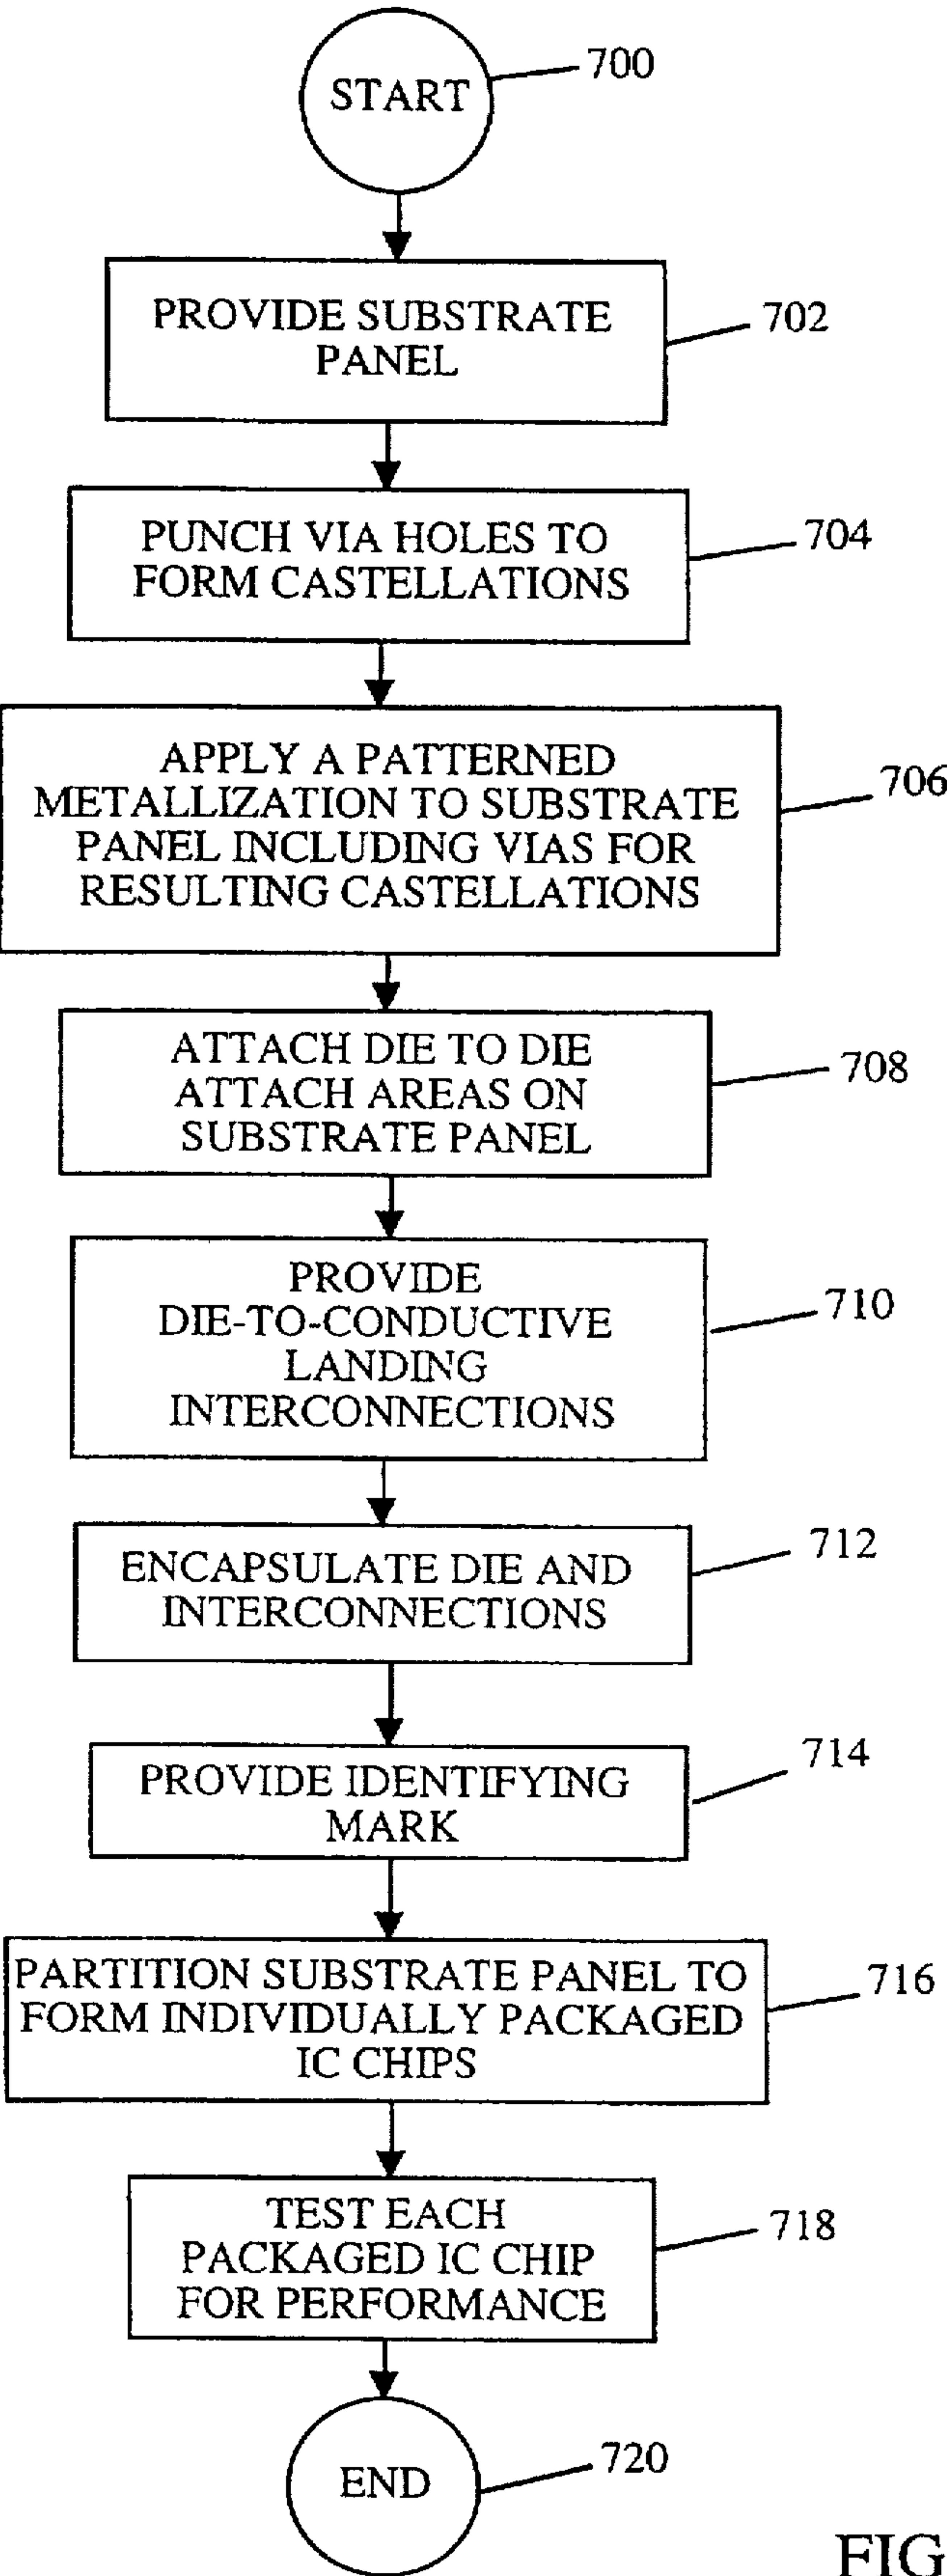 START
700
PROVIDE SUBSTRATE
PANEL
702
PUNCH VIA HOLES TO
FORM CASTELLATIONS
704
APPLY A PATTERNED
METALLIZATION TO SUBSTRATE
PANEL INCLUDING VIAS FOR
RESULTING CASTELLATIONS
706
ATTACH DIE TO DIE
ATTACH AREAS ON
SUBSTRATE PANEL
708
PROVIDE
DIE-TO-CONDUCTIVE
LANDING
INTERCONNECTIONS
710
ENCAPSULATE DIE AND
INTERCONNECTIONS
712
PROVIDE IDENTIFYING
MARK
714
PARTITION SUBSTRATE PANEL TO
FORM INDIVIDUALLY PACKAGED
IC CHIPS
716
TEST EACH
PACKAGED IC CHIP
FOR PERFORMANCE
718
END
720
FIG